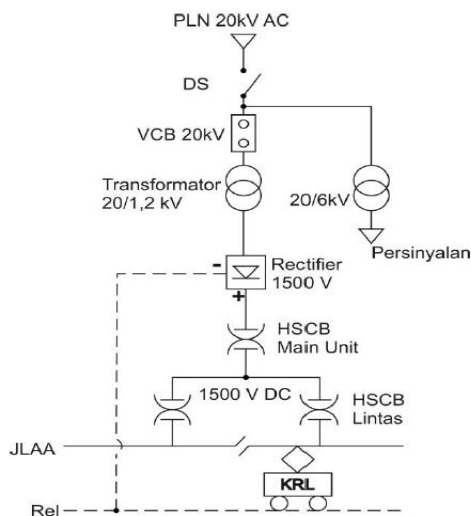 PLN 20kV AC
DS
VCB 20kV
Transformator
20/1,2 kV
20/6kV
Persinyalan
-
Rectifier
1500 V
+
HSCB
Main Unit
1500 V DC
HSCB
Lintas
JLAA
KRL
Rel